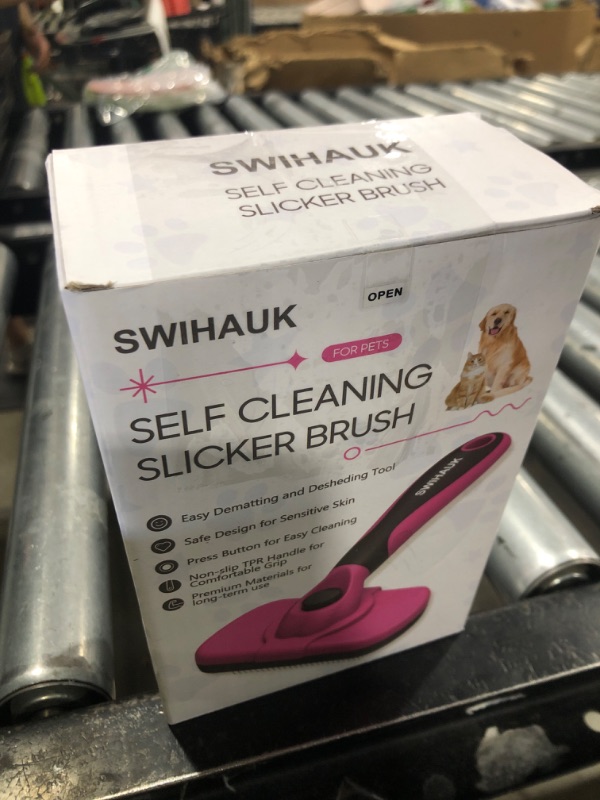 SWIHAUK
SELF CLEANING
SLICKER BRUSH
OPEN
SWIHAUK
FOR PETS
SELF CLEANING
SLICKER BRUSH
Easy Dematting and Desheding Tool
Safe Design for Sensitive Skin
Press Button for Easy Cleaning
Non-slip TPR Handle for
Comfortable Grip
Premium Materials for
long-term use
SWIHAUK